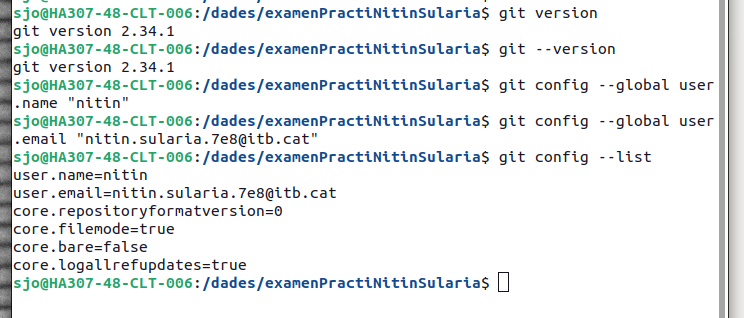 sjo@HA307-48-CLT-006:/dades/examenPractiNitinSularia$ git version
git version 2.34.1
sjo@HA307-48-CLT-006:/dades/examenPractiNitinSularia$ git --version
git version 2.34.1
sjo@HA307-48-CLT-006:/dades/examenPractiNitinSularia$ git config --global user
.name "nitin"
sjo@HA307-48-CLT-006:/dades/examenPractiNitinSularia$ git config --global user
.email "nitin.sularia.7e8@itb.cat"
sjo@HA307-48-CLT-006:/dades/examenPractiNitinSularia$ git config --list
user.name=nitin
user.email=nitin.sularia.7e8@itb.cat
core.repositoryformatversion=0
core.filemode=true
core.bare=false
core.logallrefupdates=true
sjo@HA307-48-CLT-006:/dades/examenPractiNitinSularia$